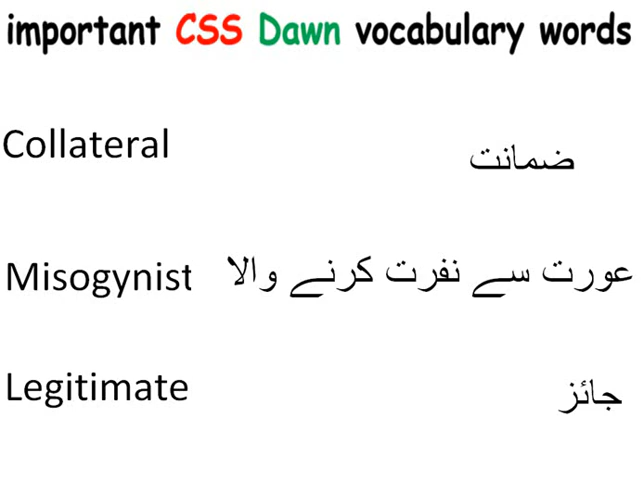 important CSS Dawn vocabulary words
Collateral ضمانت
Misogynist عورت سے نفرت کرنے والا
Legitimate جائز